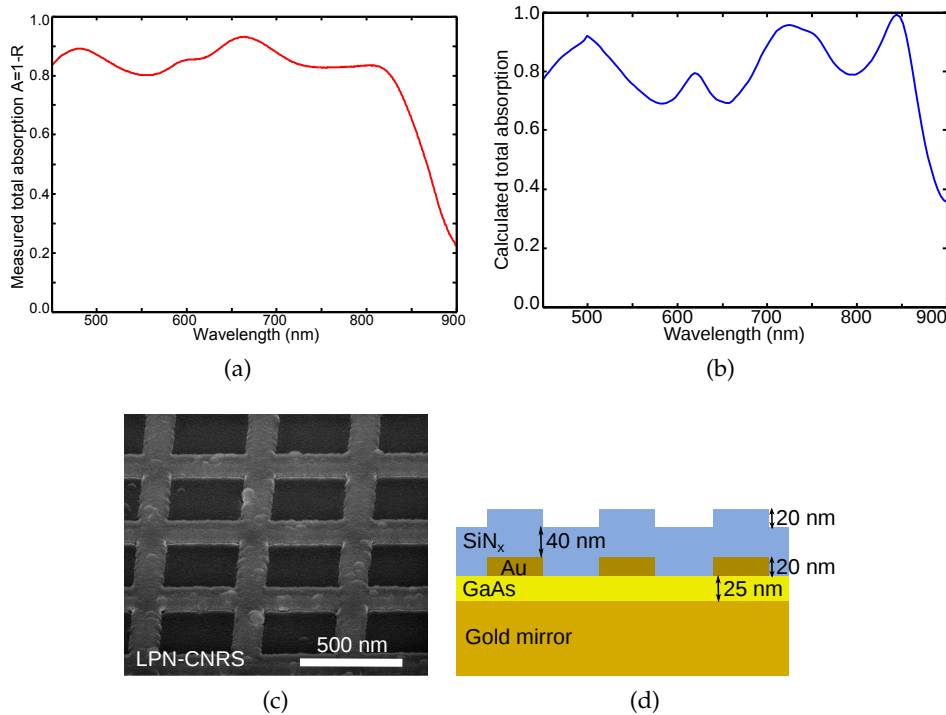 Measured total absorption A=1-R
1.0
0.8
0.6
0.4
0.2
0.0
500
600
700
800
900
Wavelength (nm)
(a)
Calculated total absorption
1.0
0.8
0.6
0.4
0.2
0.0
500
600
700
800
900
Wavelength (nm)
(b)
LPN-CNRS
500 nm
(c)
20 nm
SiNx
40 nm
Au
20 nm
GaAs
25 nm
Gold mirror
(d)